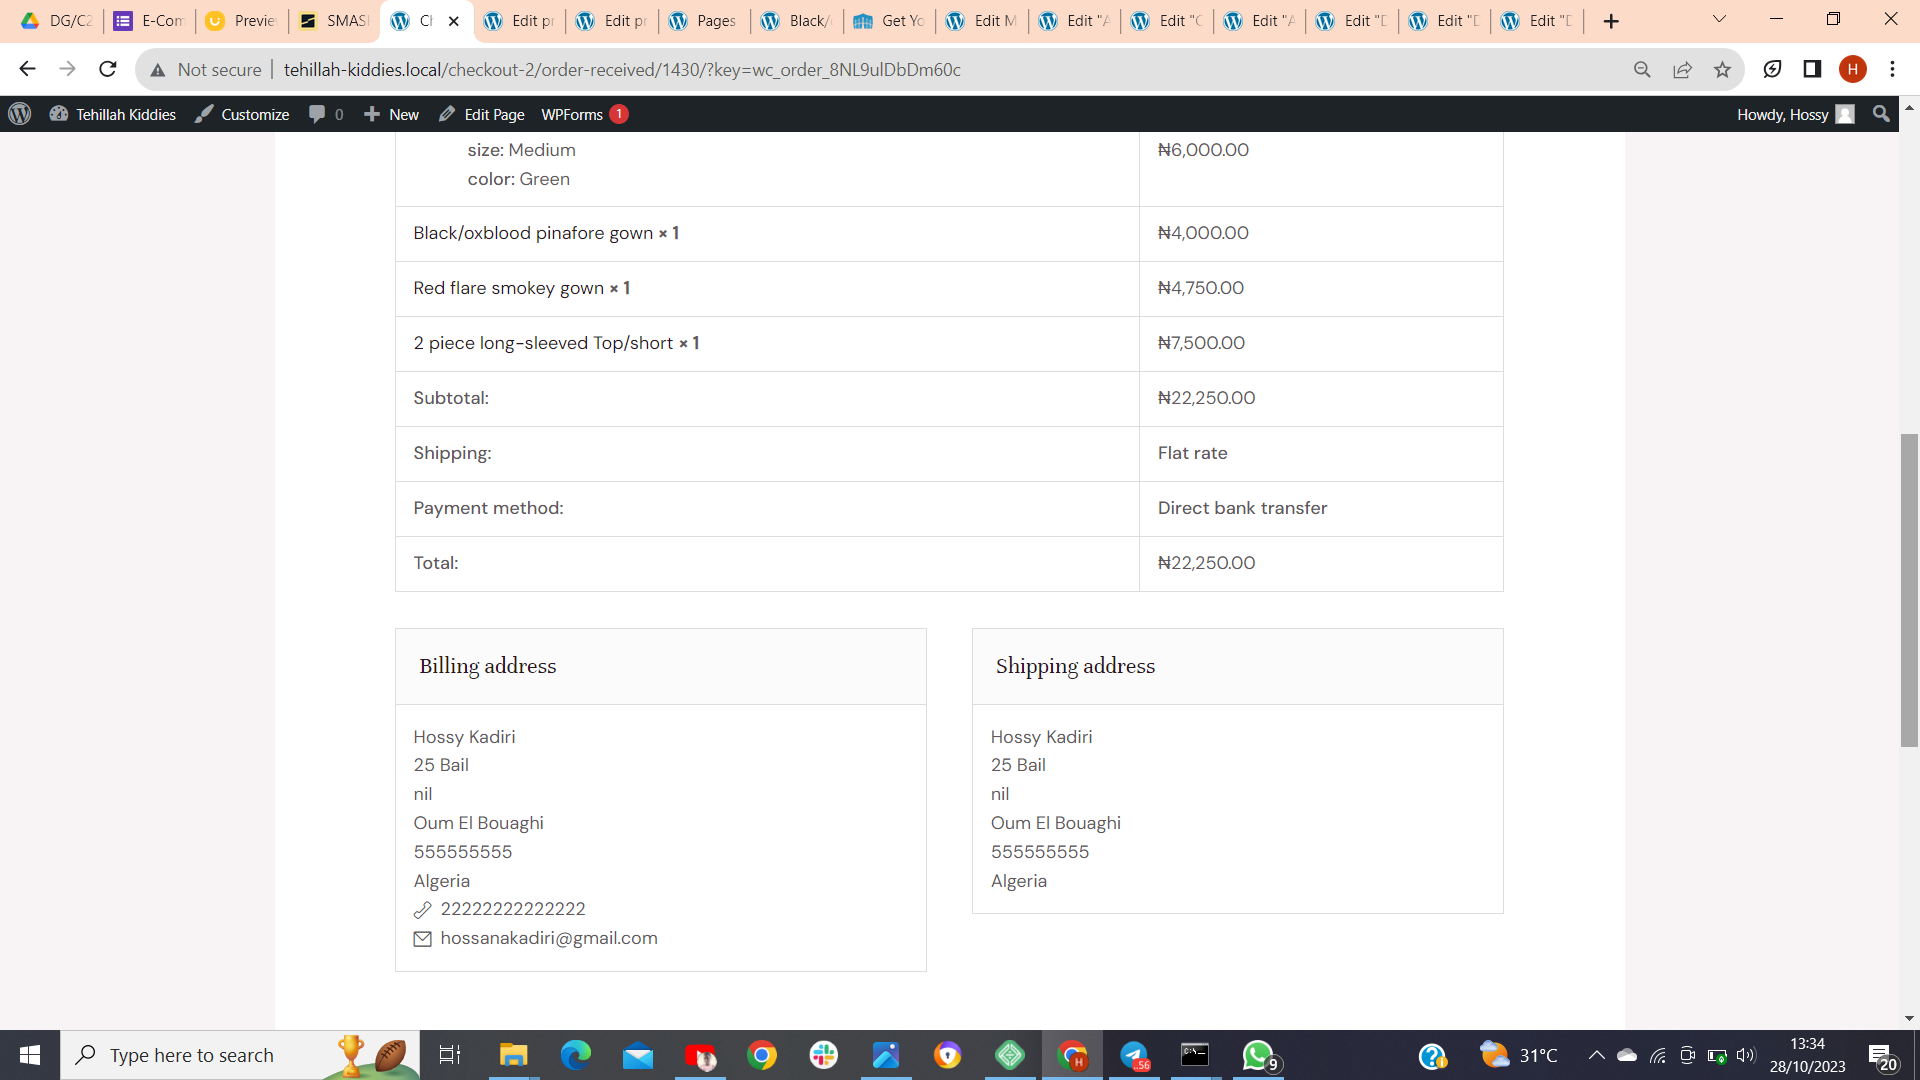 DG/C2
E-Com
Previe
SMAS
Ch
Edit pr
Edit pr
Pages
Black/
Get Yo
Edit M
Edit "A
Edit "C
Edit "A
Edit "D
Edit "D
Edit "D
Not secure
tehillah-kiddies.local/checkout-2/order-received/1430/?key=wc_order_8NL9ulDbDm60c
H
Tehillah Kiddies
Customize
0
New
Edit Page
WPForms 1
Howdy, Hossy
size: Medium
₦6,000.00
color: Green
Black/oxblood pinafore gown × 1
₦4,000.00
Red flare smokey gown × 1
₦4,750.00
2 piece long-sleeved Top/short × 1
₦7,500.00
Subtotal:
₦22,250.00
Shipping:
Flat rate
Payment method:
Direct bank transfer
Total:
₦22,250.00
Billing address
Hossy Kadiri
25 Bail
nil
Oum El Bouaghi
555555555
Algeria
22222222222222
hossanakadiri@gmail.com
Shipping address
Hossy Kadiri
25 Bail
nil
Oum El Bouaghi
555555555
Algeria
Type here to search
H
..56
9
31°C
13:34
28/10/2023
20